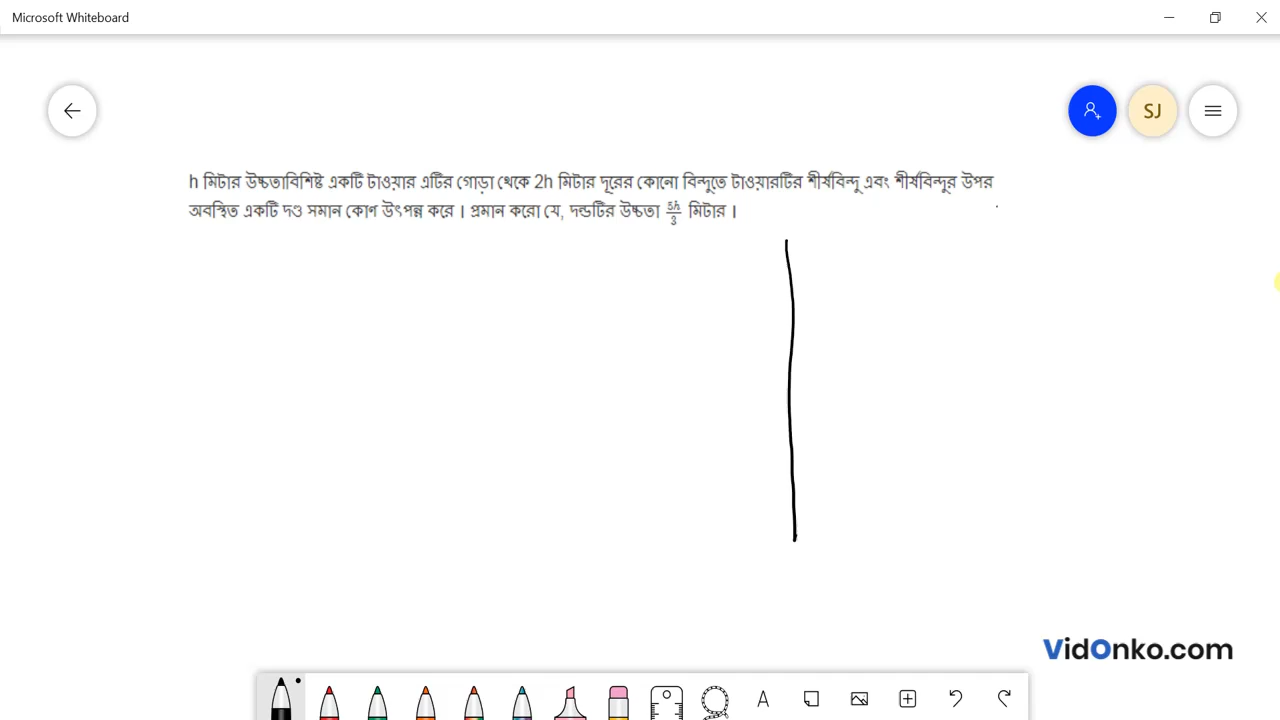 Microsoft Whiteboard
SJ
h মিটার উচ্চতাবিশিষ্ট একটি টাওয়ার এটির গোড়া থেকে 2h মিটার দূরের কোনো বিন্দুতে টাওয়ারটির শীর্ষবিন্দু এবং শীর্ষবিন্দুর উপর
অবস্থিত একটি দণ্ড সমান কোণ উৎপন্ন করে । প্রমান করো যে, দন্ডটির উচ্চতা 5h/3 মিটার ।
VidOnko.com
A